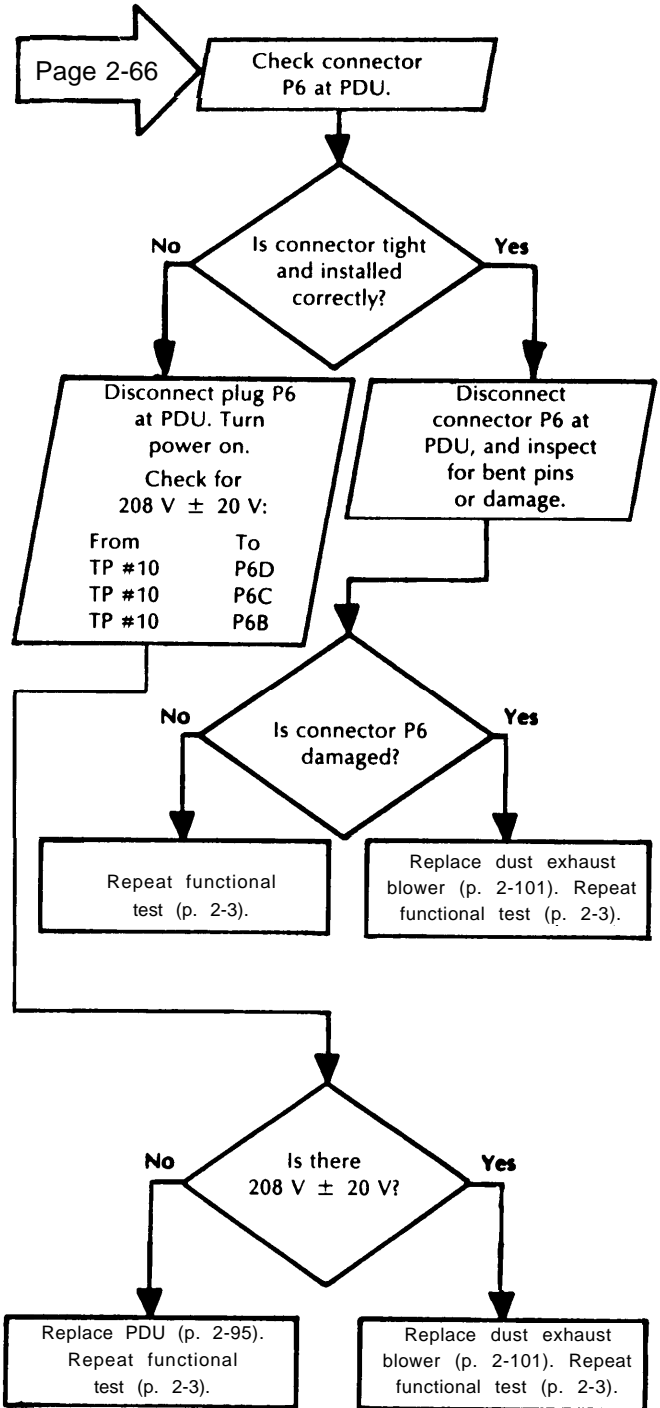 Page 2-66
Check connector
P6 at PDU.
No
Is connector tight
and installed
correctly?
Yes
Disconnect plug P6
at PDU. Turn
power on.
Check for
208 V ± 20 V:
From To
TP #10 P6D
TP #10 P6C
TP #10 P6B
Disconnect
connector P6 at
PDU, and inspect
for bent pins
or damage.
No
Is connector P6
damaged?
Yes
Repeat functional
test (p. 2-3).
Replace dust exhaust
blower (p. 2-101). Repeat
functional test (p. 2-3).
No
Is there
208 V ± 20 V?
Yes
Replace PDU (p. 2-95).
Repeat functional
test (p. 2-3).
Replace dust exhaust
blower (p. 2-101). Repeat
functional test (p. 2-3).